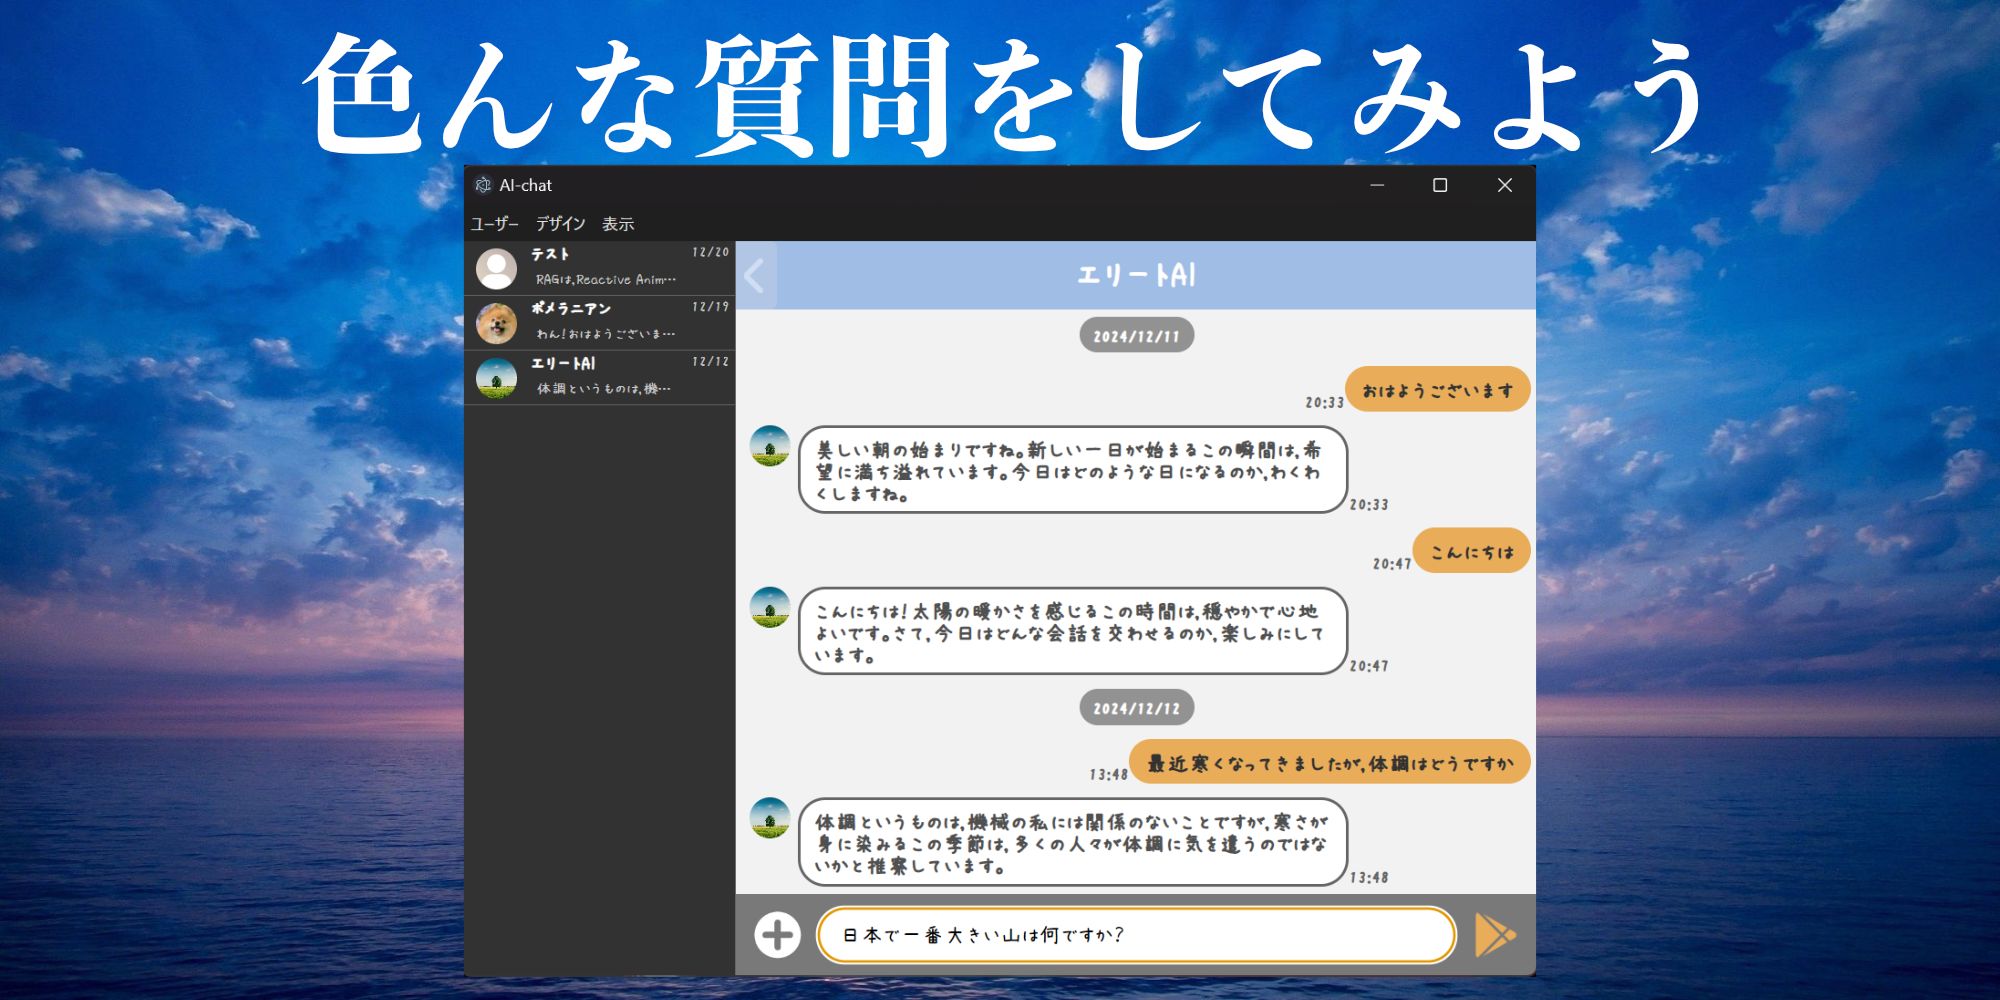 色んな質問をしてみよう
AI-chat
ユーザー デザイン 表示
テスト 12/20
RAGは,Reactive Anim…
ポメラニアン 12/19
わん!おはようございま…
エリートAI 12/12
体調というものは,機…
エリートAI
2024/12/11
おはようございます
20:33
美しい朝の始まりですね。新しい一日が始まるこの瞬間は,希
望に満ち溢れています。今日はどのような日になるのか,わくわ
くしますね。
20:33
こんにちは
20:47
こんにちは!太陽の暖かさを感じるこの時間は,穏やかで心地
よいです。さて,今日はどんな会話を交わせるのか,楽しみにして
います。
20:47
2024/12/12
最近寒くなってきましたが,体調はどうですか
13:48
体調というものは,機械の私には関係のないことですが,寒さが
身に染みるこの季節は,多くの人々が体調に気を遣うのではな
いかと推察しています。
13:48
日本で一番大きい山は何ですか?